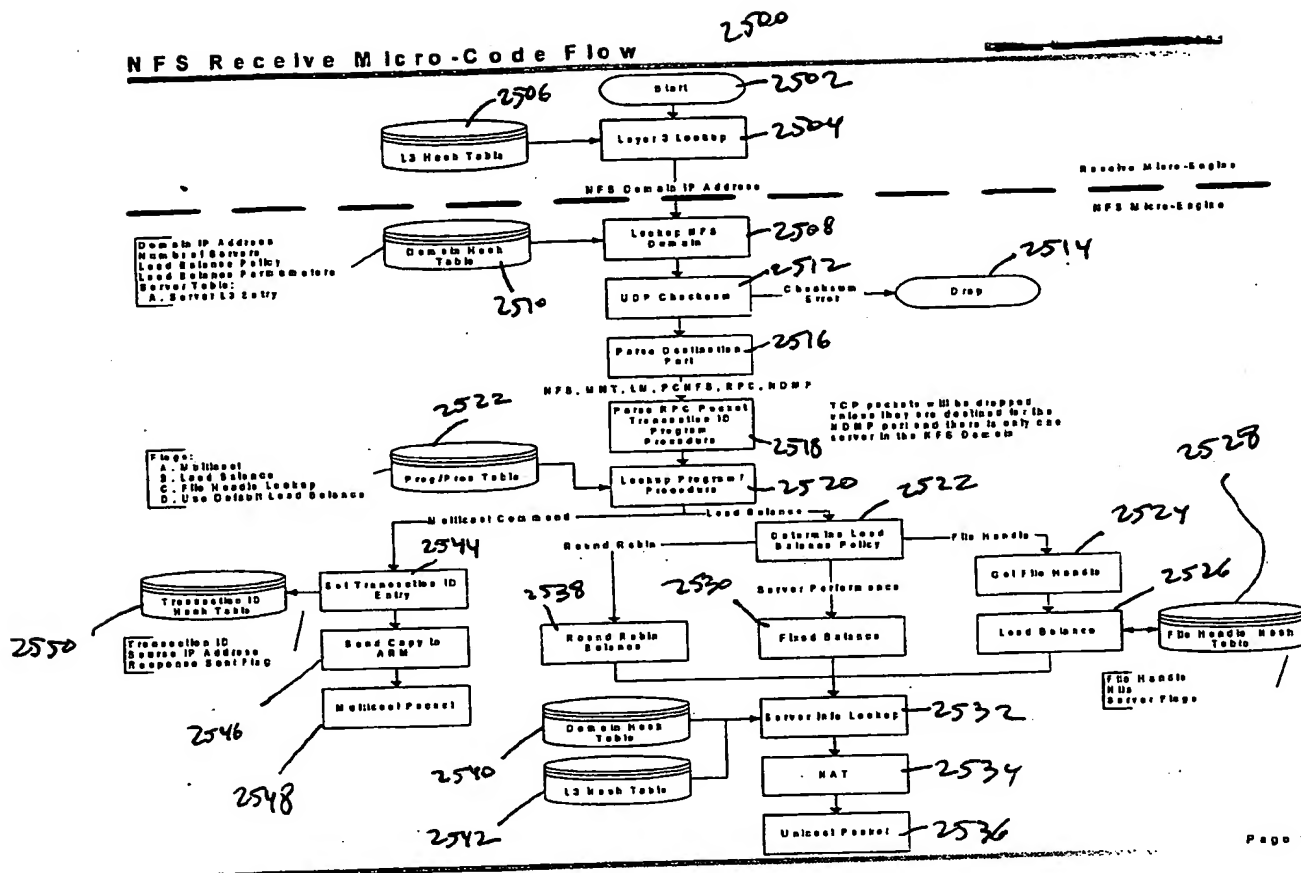 2500
NFS Receive Micro-Code Flow
Start
2502
2506
L3 Hash Table
Layer 3 Lookup
2504
Receive Micro-Engine
NFS Domain IP Address
NFS Micro-Engine
Domain IP Address
Number of Servers
Load Balance Policy
Load Balance Permameters
Server Table:
A. Server L3 Entry
Domain Hash
Table
2510
Lookup NFS
Domain
2508
UDP Checksum
2512
Checksum
Error
Drop
2514
Parse Destination
Port
2516
NFS, MNT, LM, PCNFS, RPC, NDMP
Parse RPC Packet
Transaction ID
Program
Procedure
2518
TCP packets will be dropped
unless they are destined for the
NDMP port and there is only one
server in the NFS Domain
Flags:
A. Multicast
B. Load Balance
C. File Handle Lookup
D. Use Default Load Balance
2522
Prog/Proc Table
Lookup Program/
Procedure
2520
Multicast Command
Load Balance
Determine Load
Balance Policy
2522
Round Robin
File Handle
Server Performance
2528
2524
Get File Handle
2526
Load Balance
File Handle Hash
Table
File Handle
Hits
Server Flags
2544
Set Transaction ID
Entry
Transaction ID
Hash Table
2550
Transaction ID
Source IP Address
Response Sent Flag
Send Copy to
ARM
2546
Multicast Packet
2548
2538
Round Robin
Balance
2530
Fixed Balance
Domain Hash
Table
2540
L3 Hash Table
2542
Server Info Lookup
2532
NAT
2534
Unicast Packet
2536
Page